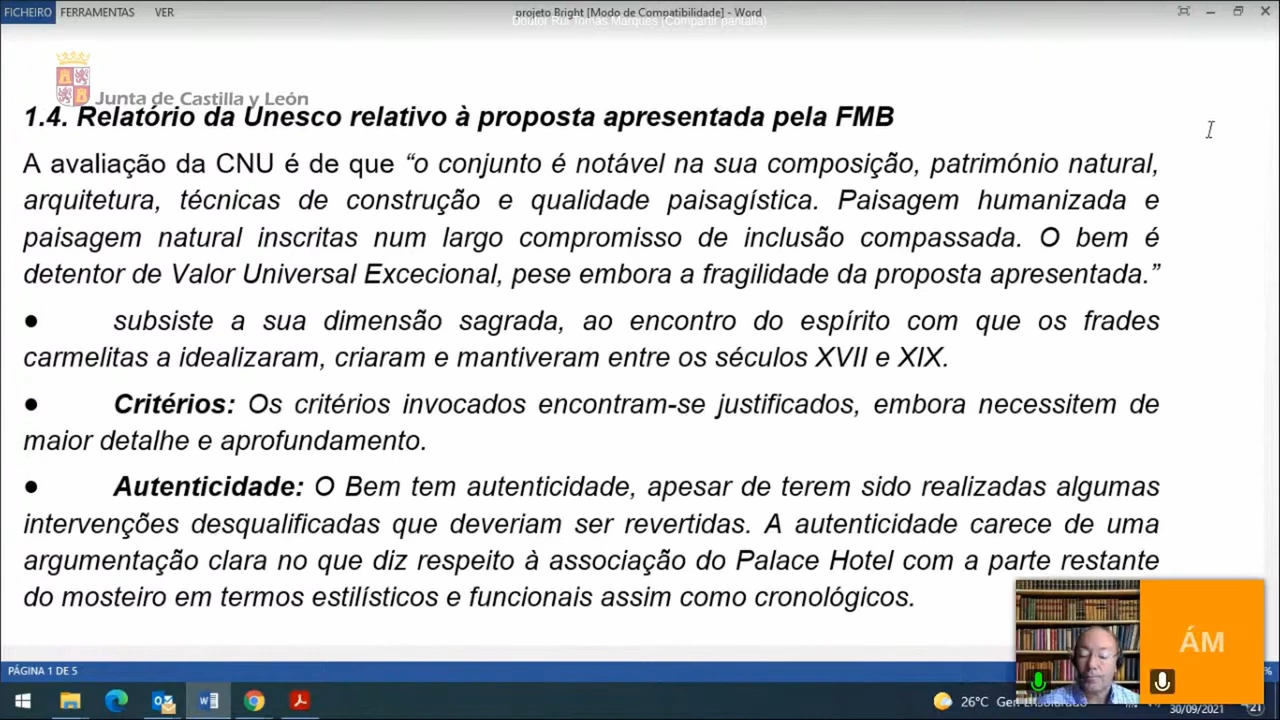 FICHEIRO FERRAMENTAS VER
projeto Bright [Modo de Compatibilidade] - Word
Doutor Rui Tomás Marques (Compartir pantalla)
Junta de Castilla y León
1.4. Relatório da Unesco relativo à proposta apresentada pela FMB
A avaliação da CNU é de que “o conjunto é notável na sua composição, património natural,
arquitetura, técnicas de construção e qualidade paisagística. Paisagem humanizada e
paisagem natural inscritas num largo compromisso de inclusão compassada. O bem é
detentor de Valor Universal Excecional, pese embora a fragilidade da proposta apresentada.”
● subsiste a sua dimensão sagrada, ao encontro do espírito com que os frades
carmelitas a idealizaram, criaram e mantiveram entre os séculos XVII e XIX.
● Critérios: Os critérios invocados encontram-se justificados, embora necessitem de
maior detalhe e aprofundamento.
● Autenticidade: O Bem tem autenticidade, apesar de terem sido realizadas algumas
intervenções desqualificadas que deveriam ser revertidas. A autenticidade carece de uma
argumentação clara no que diz respeito à associação do Palace Hotel com a parte restante
do mosteiro em termos estilísticos e funcionais assim como cronológicos.
ÁM
PÁGINA 1 DE 5
%
26°C
30/09/2021
21